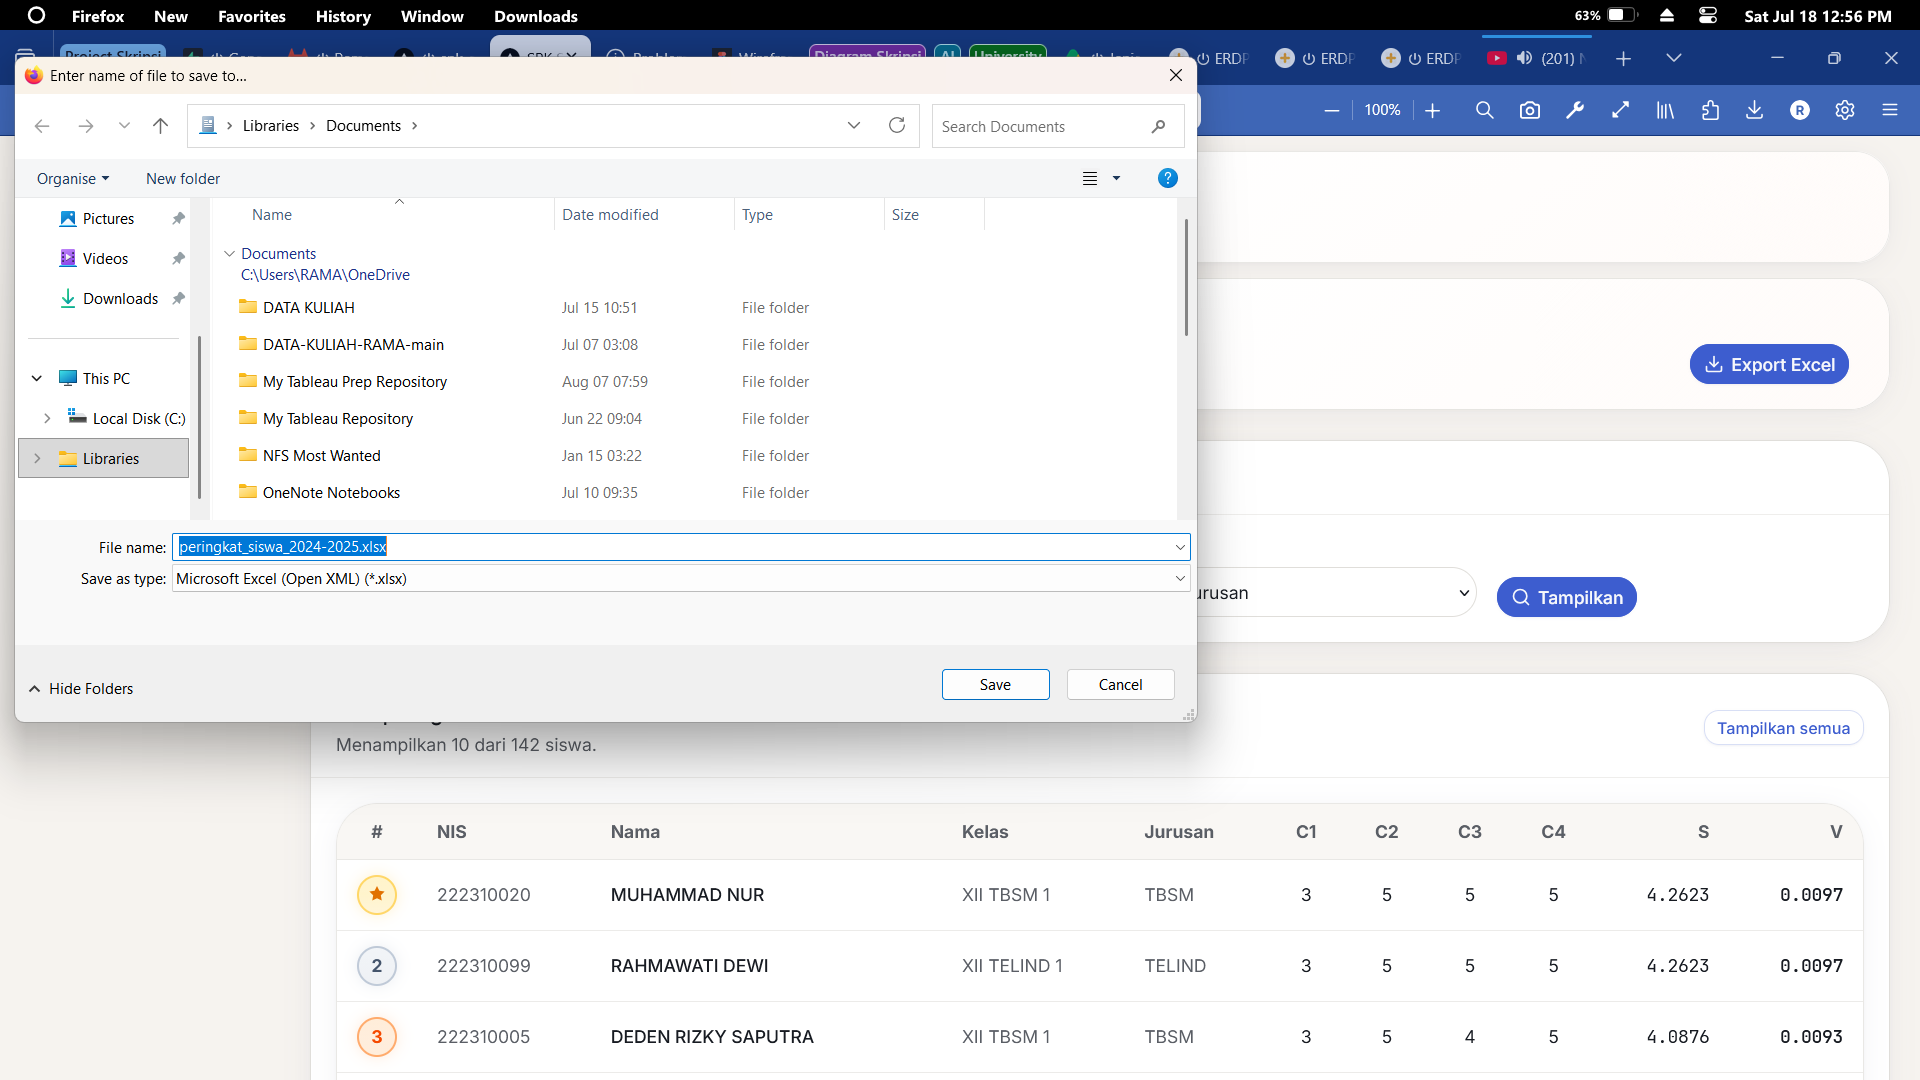 Firefox New Favorites History Window Downloads 63% Sat Jul 18 12:56 PM
Project Skripsi Diagram Skripsi AI University ERDP ERDP ERDP (201)
Enter name of file to save to...
Libraries Documents
Search Documents
100%
R
Organise New folder
?
Pictures
Videos
Downloads
This PC
Local Disk (C:)
Libraries
Name Date modified Type Size
Documents
C:\Users\RAMA\OneDrive
DATA KULIAH Jul 15 10:51 File folder
DATA-KULIAH-RAMA-main Jul 07 03:08 File folder
My Tableau Prep Repository Aug 07 07:59 File folder
My Tableau Repository Jun 22 09:04 File folder
NFS Most Wanted Jan 15 03:22 File folder
OneNote Notebooks Jul 10 09:35 File folder
File name: peringkat_siswa_2024-2025.xlsx
Save as type: Microsoft Excel (Open XML) (*.xlsx)
Hide Folders
Save Cancel
Export Excel
urusan
Tampilkan
Menampilkan 10 dari 142 siswa.
Tampilkan semua
# NIS Nama Kelas Jurusan C1 C2 C3 C4 S V
222310020 MUHAMMAD NUR XII TBSM 1 TBSM 3 5 5 5 4.2623 0.0097
2 222310099 RAHMAWATI DEWI XII TELIND 1 TELIND 3 5 5 5 4.2623 0.0097
3 222310005 DEDEN RIZKY SAPUTRA XII TBSM 1 TBSM 3 5 4 5 4.0876 0.0093